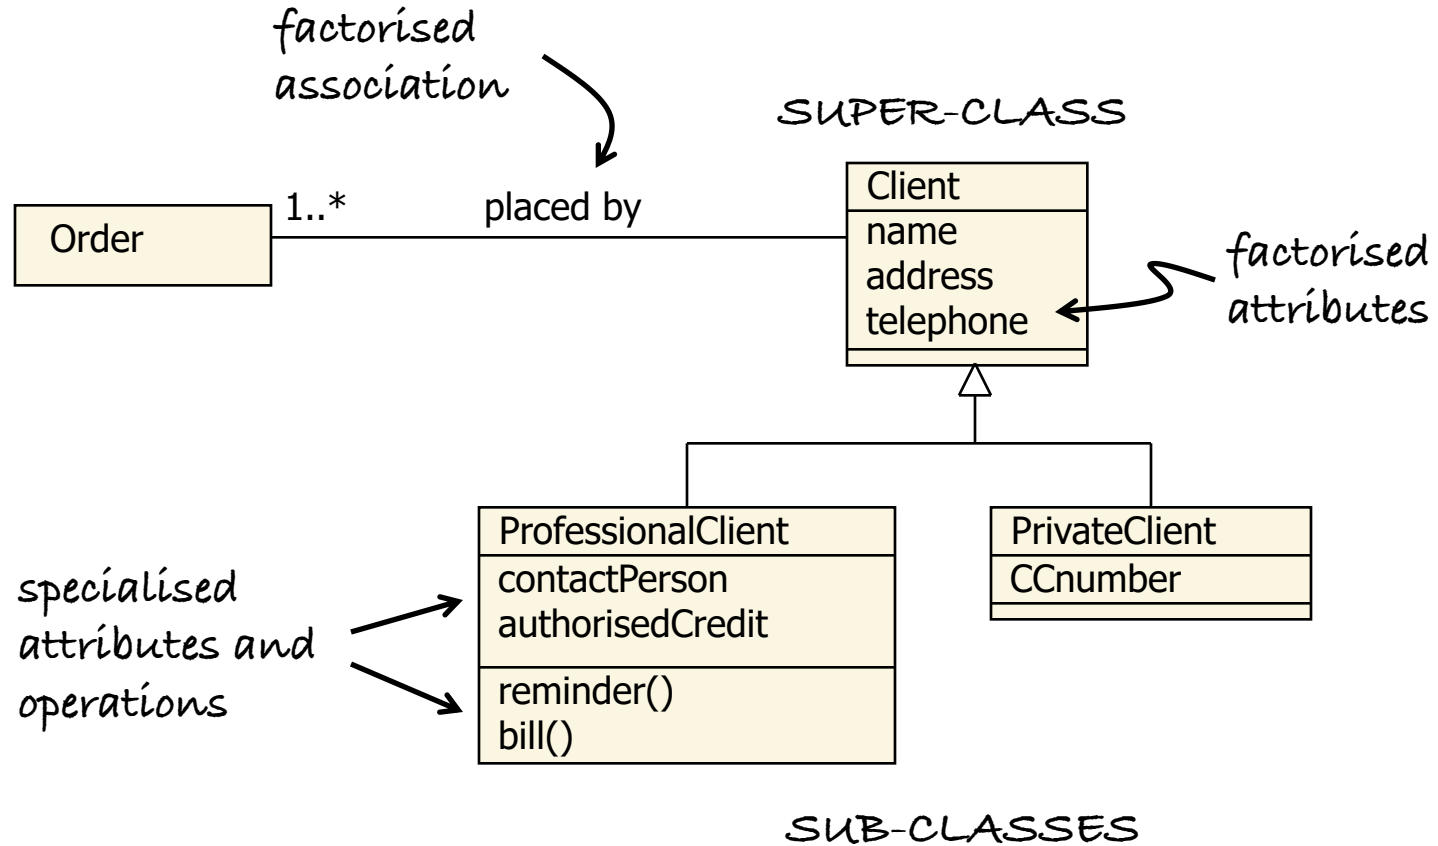 factorised
association
SUPER-CLASS
1..*
placed by
Order
Client
name
address
telephone
factorised
attributes
ProfessionalClient
contactPerson
authorisedCredit
reminder()
bill()
PrivateClient
CCnumber
specialised
attributes and
operations
SUB-CLASSES